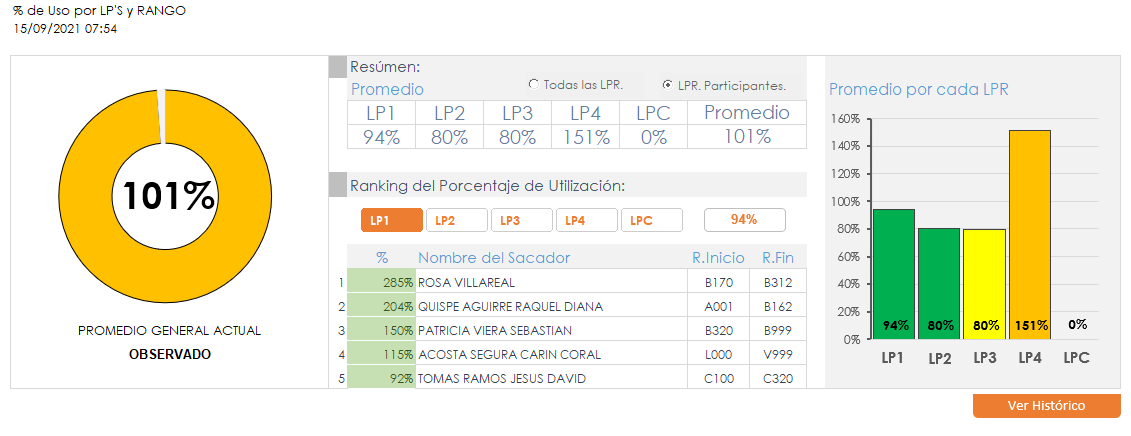 % de Uso por LP'S y RANGO
15/09/2021 07:54
101%
PROMEDIO GENERAL ACTUAL
OBSERVADO
Resúmen:
Promedio
Todas las LPR.
LPR. Participantes.
LP1 LP2 LP3 LP4 LPC Promedio
94% 80% 80% 151% 0% 101%
Ranking del Porcentaje de Utilización:
LP1 LP2 LP3 LP4 LPC 94%
% Nombre del Sacador R.Inicio R.Fin
1 285% ROSA VILLAREAL B170 B312
2 204% QUISPE AGUIRRE RAQUEL DIANA A001 B162
3 150% PATRICIA VIERA SEBASTIAN B320 B999
4 115% ACOSTA SEGURA CARIN CORAL L000 V999
5 92% TOMAS RAMOS JESUS DAVID C100 C320
Promedio por cada LPR
160%
140%
120%
100%
80%
60%
40%
20%
0%
94% 80% 80% 151% 0%
LP1 LP2 LP3 LP4 LPC
Ver Histórico